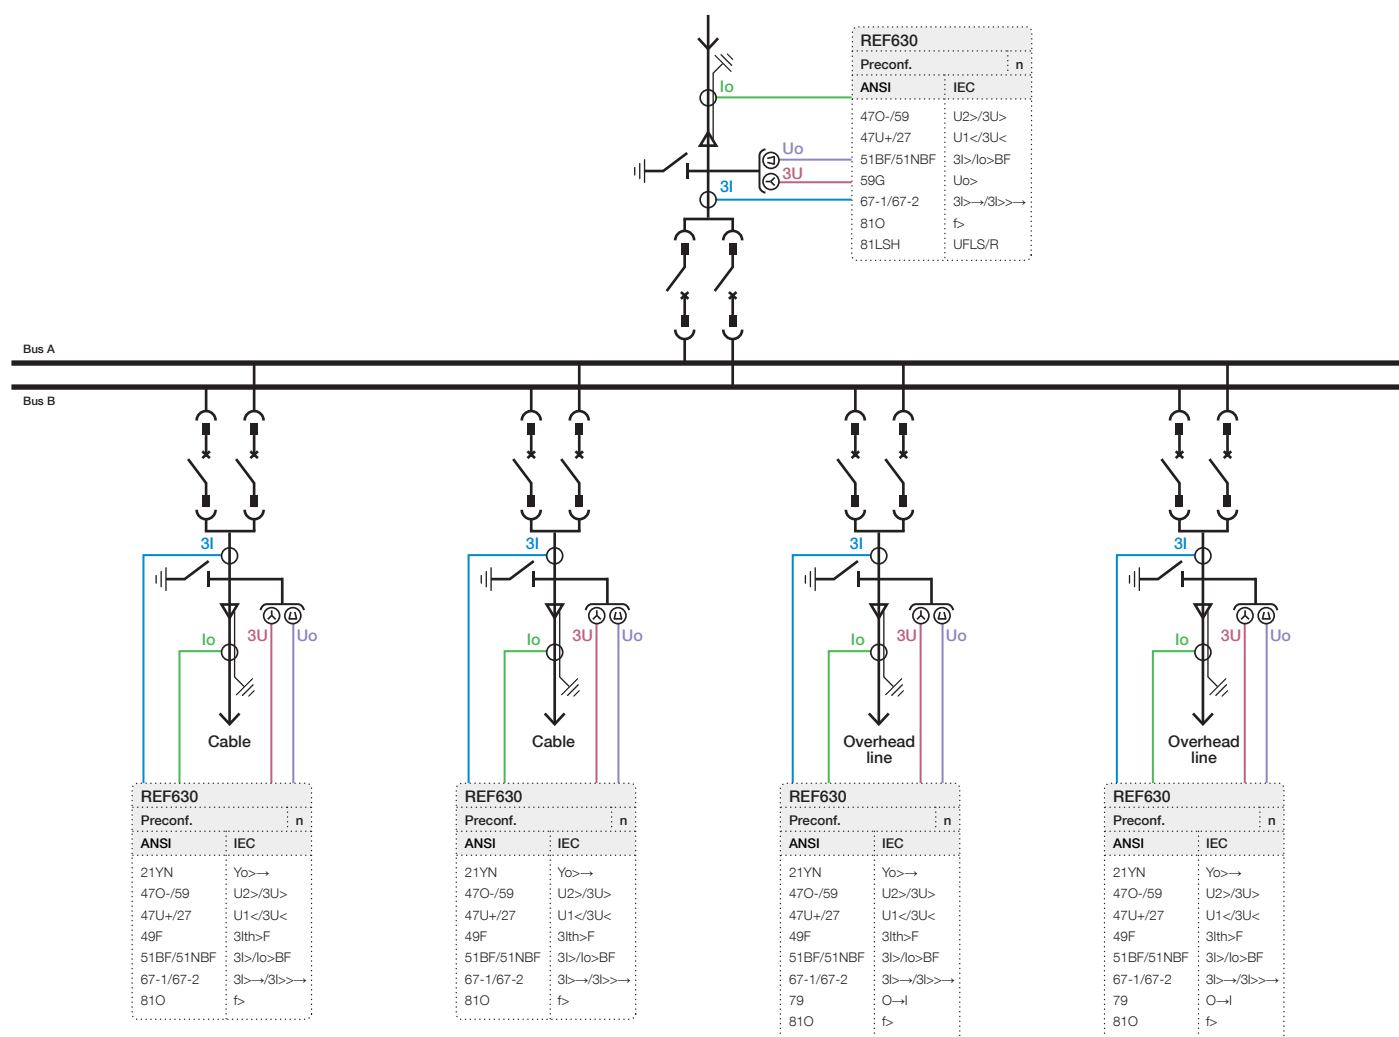 REF630
Preconf. n
ANSI IEC
47O-/59 U2>/3U>
47U+/27 U1</3U<
51BF/51NBF 3I>/Io>BF
59G Uo>
67-1/67-2 3I>→/3I>>→
81O f>
81LSH UFLS/R
Io
Uo
3U
3I
Bus A
Bus B
3I
Io
3U
Uo
Cable
3I
Io
3U
Uo
Cable
3I
Io
3U
Uo
Overhead
line
3I
Io
3U
Uo
Overhead
line
REF630
Preconf. n
ANSI IEC
21YN Yo>→
47O-/59 U2>/3U>
47U+/27 U1</3U<
49F 3Ith>F
51BF/51NBF 3I>/Io>BF
67-1/67-2 3I>→/3I>>→
81O f>
REF630
Preconf. n
ANSI IEC
21YN Yo>→
47O-/59 U2>/3U>
47U+/27 U1</3U<
49F 3Ith>F
51BF/51NBF 3I>/Io>BF
67-1/67-2 3I>→/3I>>→
81O f>
REF630
Preconf. n
ANSI IEC
21YN Yo>→
47O-/59 U2>/3U>
47U+/27 U1</3U<
49F 3Ith>F
51BF/51NBF 3I>/Io>BF
67-1/67-2 3I>→/3I>>→
79 O→I
81O f>
REF630
Preconf. n
ANSI IEC
21YN Yo>→
47O-/59 U2>/3U>
47U+/27 U1</3U<
49F 3Ith>F
51BF/51NBF 3I>/Io>BF
67-1/67-2 3I>→/3I>>→
79 O→I
81O f>